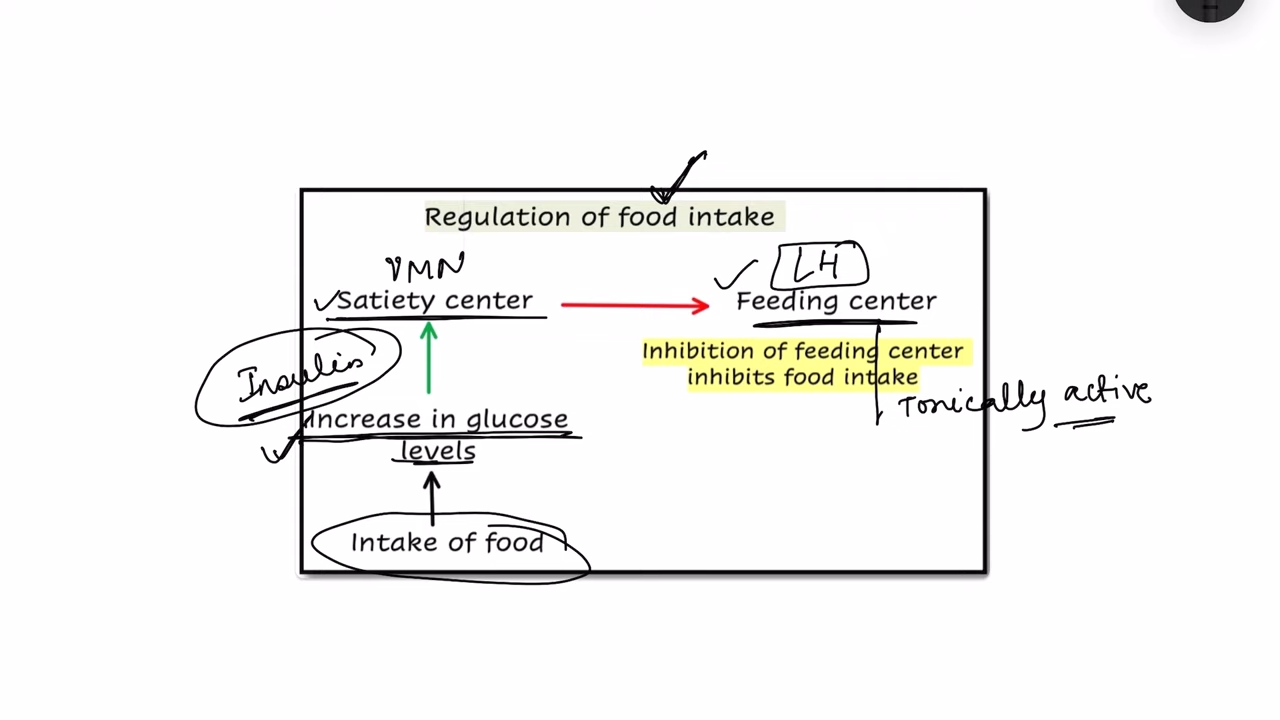 Regulation of food intake
VMN
LH
Satiety center
Feeding center
Inhibition of feeding center
inhibits food intake
Insulin
Tonically active
Increase in glucose
levels
Intake of food